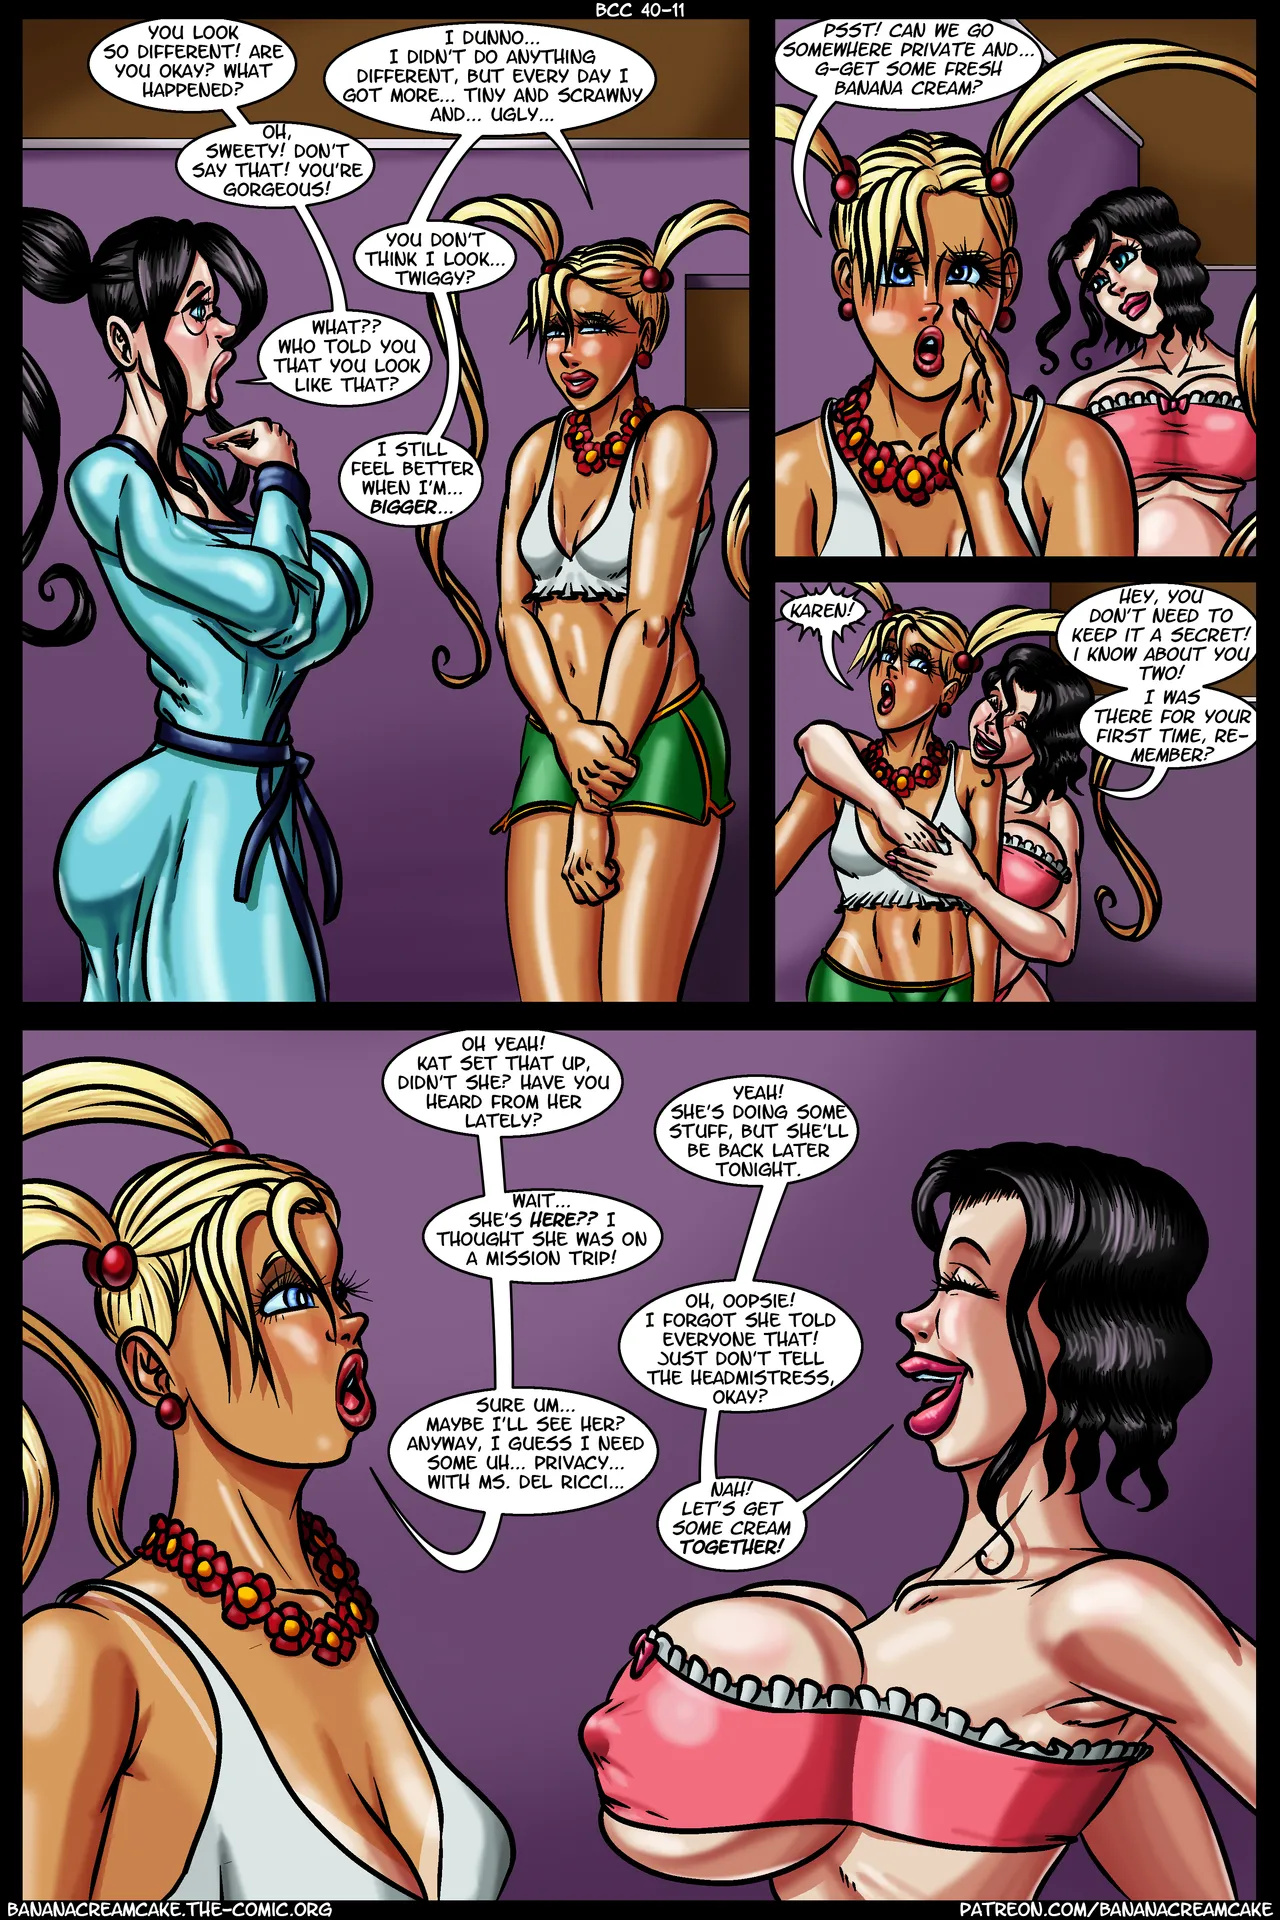 BCC 40-11
YOU LOOK
SO DIFFERENT! ARE
YOU OKAY? WHAT
HAPPENED?
I DUNNO...
I DIDN'T DO ANYTHING
DIFFERENT, BUT EVERY DAY I
GOT MORE... TINY AND SCRAWNY
AND... UGLY...
OH,
SWEETY! DON'T
SAY THAT! YOU'RE
GORGEOUS!
YOU DON'T
THINK I LOOK...
TWIGGY?
WHAT??
WHO TOLD YOU
THAT YOU LOOK
LIKE THAT?
I STILL
FEEL BETTER
WHEN I'M...
BIGGER...
PSST! CAN WE GO
SOMEWHERE PRIVATE AND...
G-GET SOME FRESH
BANANA CREAM?
KAREN!
HEY, YOU
DON'T NEED TO
KEEP IT A SECRET!
I KNOW ABOUT YOU
TWO!
I WAS
THERE FOR YOUR
FIRST TIME, RE-
MEMBER?
OH YEAH!
KAT SET THAT UP,
DIDN'T SHE? HAVE YOU
HEARD FROM HER
LATELY?
YEAH!
SHE'S DOING SOME
STUFF, BUT SHE'LL
BE BACK LATER
TONIGHT.
WAIT...
SHE'S HERE?? I
THOUGHT SHE WAS ON
A MISSION TRIP!
OH, OOPSIE!
I FORGOT SHE TOLD
EVERYONE THAT!
JUST DON'T TELL
THE HEADMISTRESS,
OKAY?
SURE UM...
MAYBE I'LL SEE HER?
ANYWAY, I GUESS I NEED
SOME UH... PRIVACY...
WITH MS. DEL RICCI...
NAH!
LET'S GET
SOME CREAM
TOGETHER!
BANANACREAMCAKE.THE-COMIC.ORG
PATREON.COM/BANANACREAMCAKE